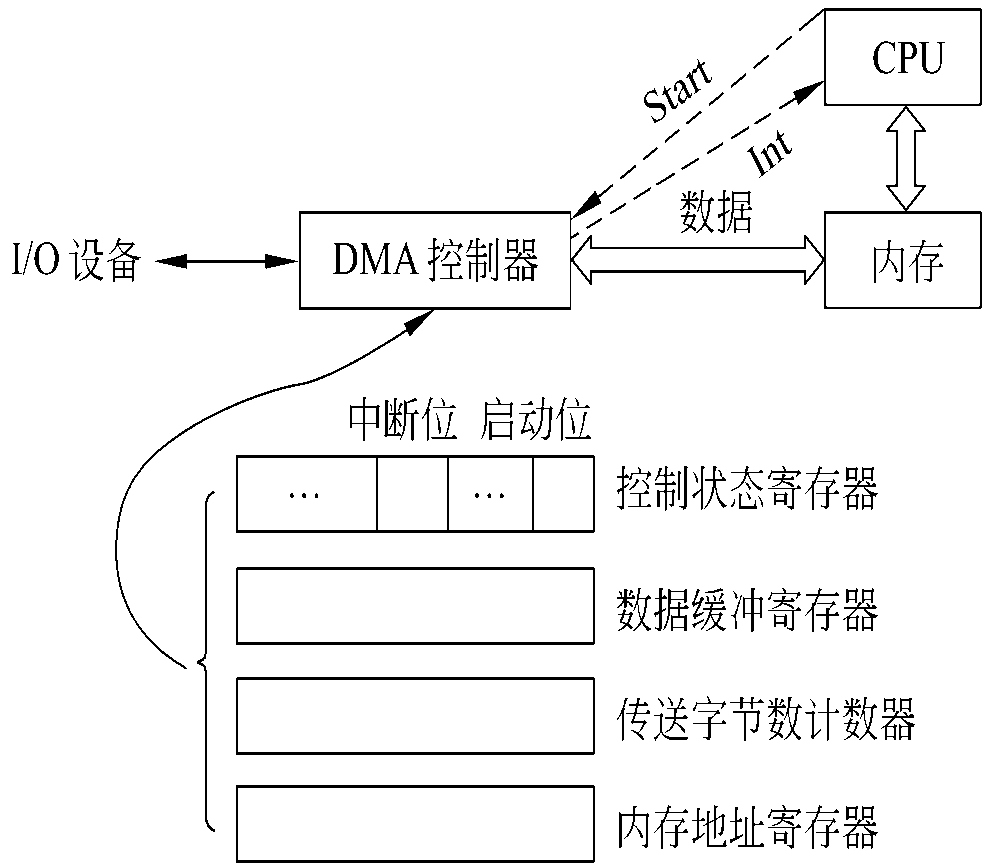 CPU
Start
Int
数据
I/O 设备
DMA 控制器
内存
中断位 启动位
… … 控制状态寄存器
数据缓冲寄存器
传送字节数计数器
内存地址寄存器